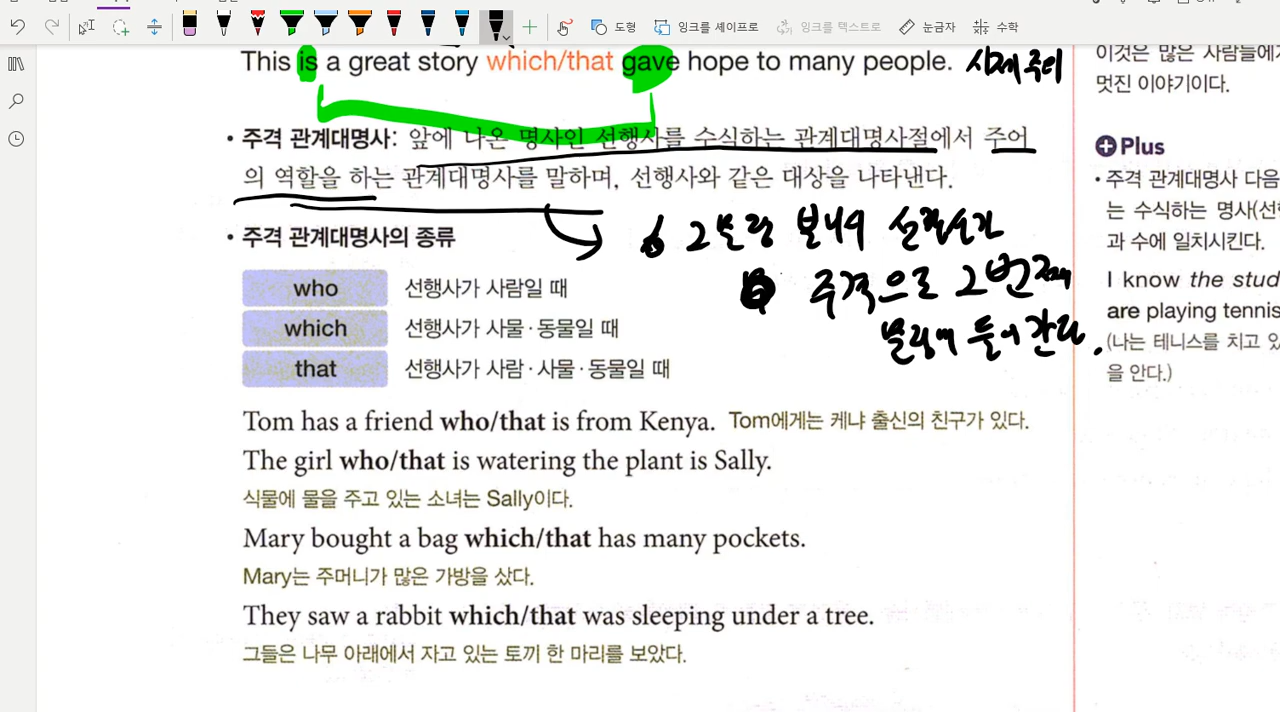 도형
잉크를 셰이프로
잉크를 텍스트로
눈금자
수학
This is a great story which/that gave hope to many people. 시제 주의
이것은 많은 사람들에게
멋진 이야기이다.
• 주격 관계대명사: 앞에 나온 명사인 선행사를 수식하는 관계대명사절에서 주어
의 역할을 하는 관계대명사를 말하며, 선행사와 같은 대상을 나타낸다.
• 주격 관계대명사의 종류
who 선행사가 사람일 때
which 선행사가 사물·동물일 때
that 선행사가 사람·사물·동물일 때
선행사가
주격으로 2번째
들어 간다.
Tom has a friend who/that is from Kenya. Tom에게는 케냐 출신의 친구가 있다.
The girl who/that is watering the plant is Sally.
식물에 물을 주고 있는 소녀는 Sally이다.
Mary bought a bag which/that has many pockets.
Mary는 주머니가 많은 가방을 샀다.
They saw a rabbit which/that was sleeping under a tree.
그들은 나무 아래에서 자고 있는 토끼 한 마리를 보았다.
Plus
• 주격 관계대명사 다음
는 수식하는 명사(선
과 수에 일치시킨다.
I know the stud
are playing tennis
(나는 테니스를 치고 있
을 안다.)